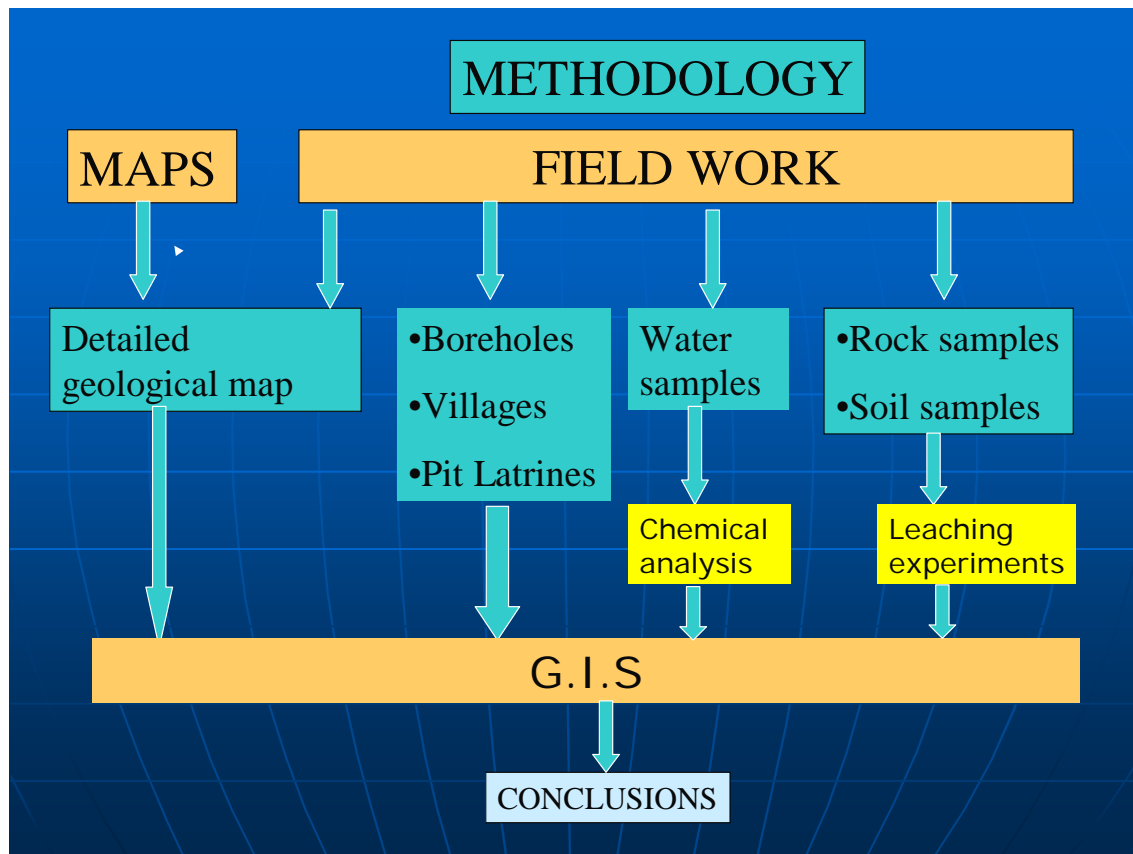 METHODOLOGY
MAPS
FIELD WORK
Detailed
geological map
•Boreholes
•Villages
•Pit Latrines
Water
samples
•Rock samples
•Soil samples
Chemical
analysis
Leaching
experiments
G.I.S
CONCLUSIONS